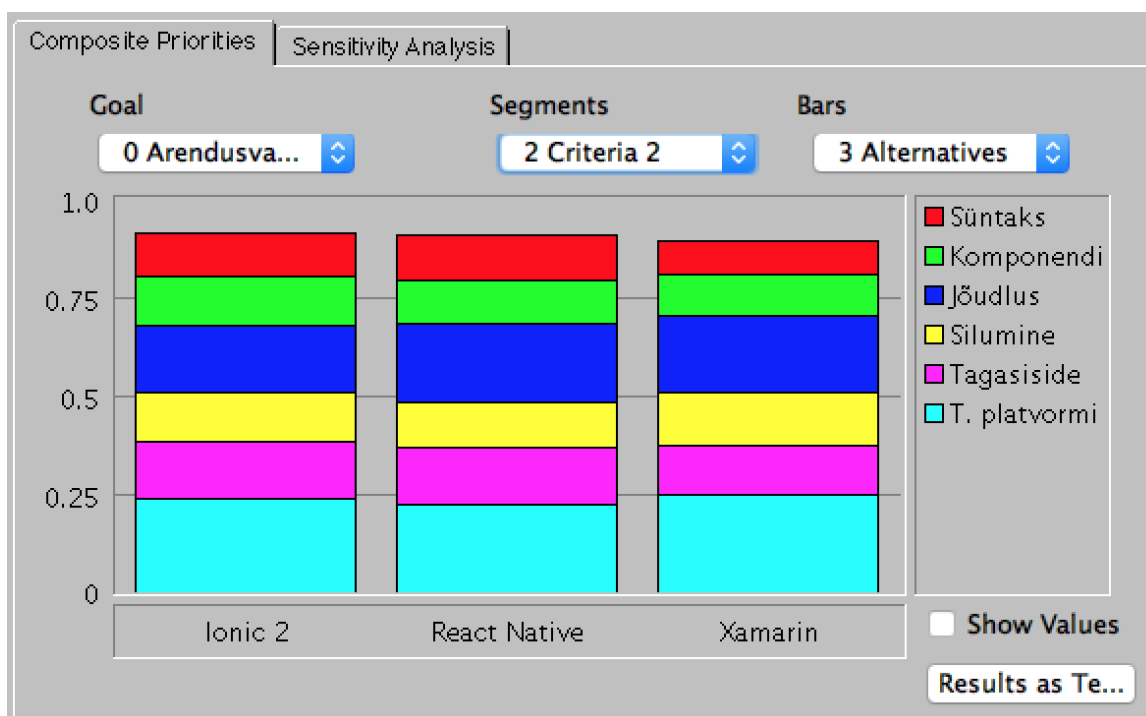 Composite Priorities
Sensitivity Analysis
Goal
Segments
Bars
0 Arendusva...
2 Criteria 2
3 Alternatives
1.0
0.75
0.5
0.25
0
Süntaks
Komponendi
Jõudlus
Silumine
Tagasiside
T. platvormi
Ionic 2
React Native
Xamarin
Show Values
Results as Te...